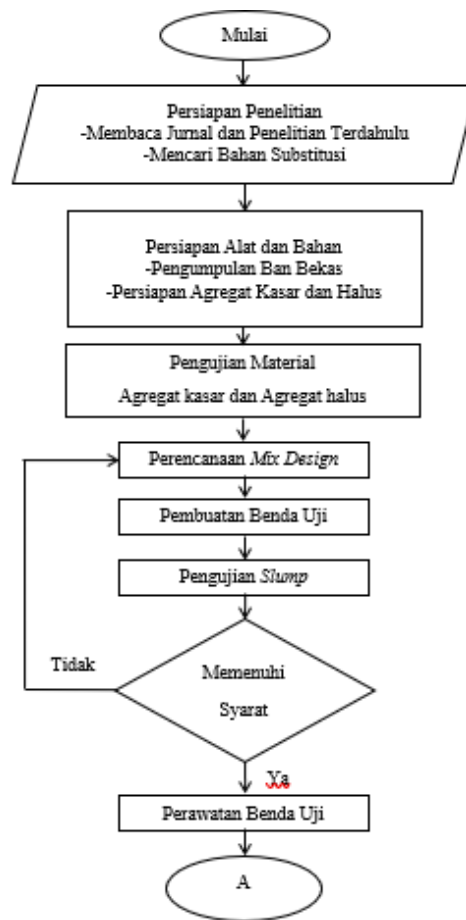 Mulai
Persiapan Penelitian
-Membaca Jurnal dan Penelitian Terdahulu
-Mencari Bahan Substitusi
Persiapan Alat dan Bahan
-Pengumpulan Ban Bekas
-Persiapan Agregat Kasar dan Halus
Pengujian Material
Agregat kasar dan Agregat halus
Perencanaan Mix Design
Pembuatan Benda Uji
Pengujian Slump
Tidak
Memenuhi
Syarat
Ya
Perawatan Benda Uji
A